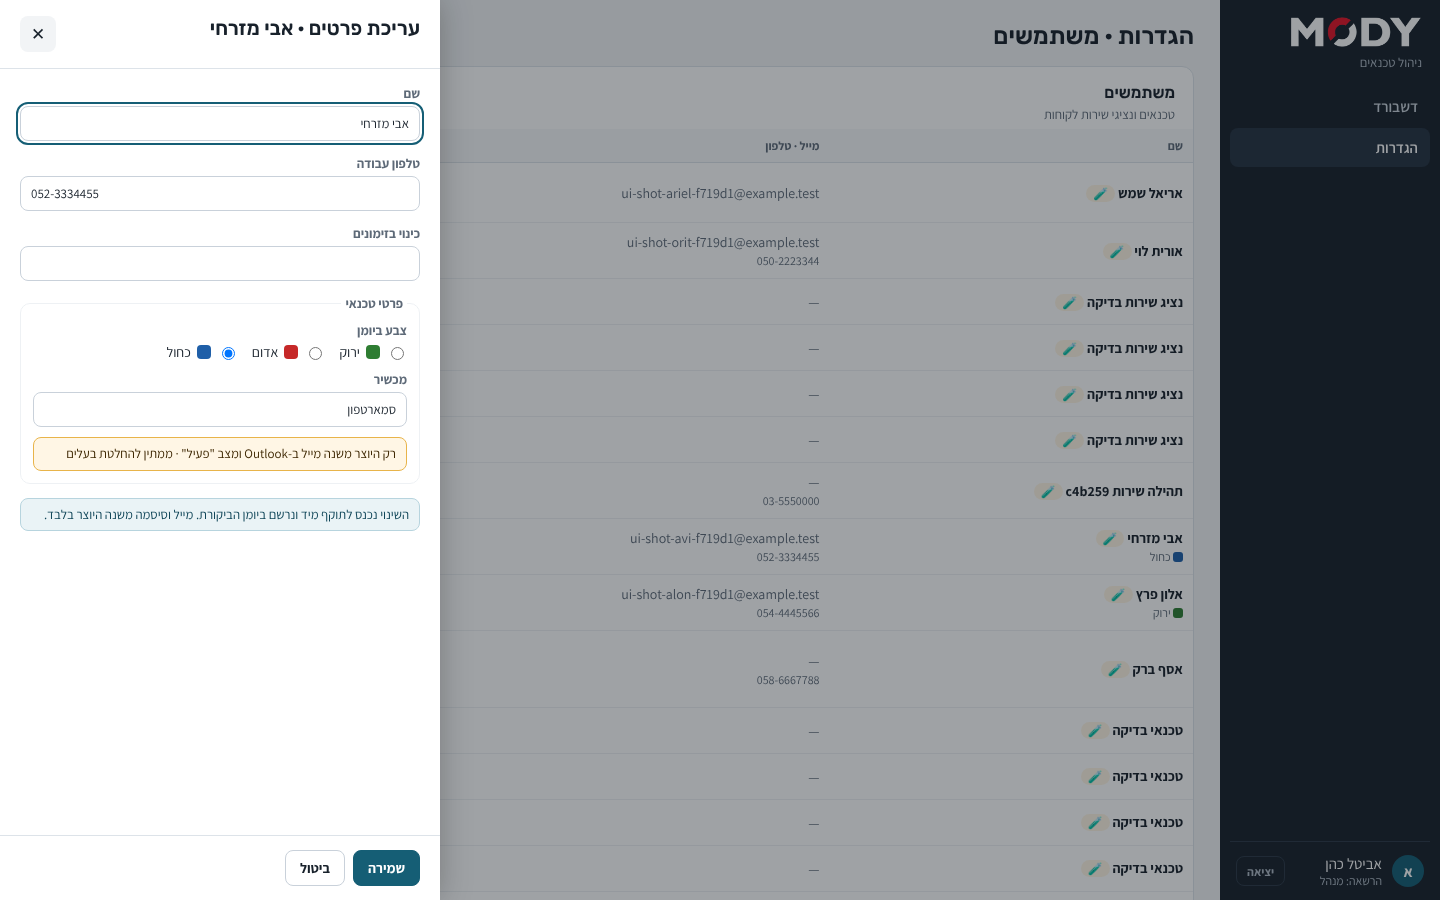 MODY
ניהול טכנאים
דשבורד
הגדרות
אביטל כהן
הרשאה: מנהל
א
יציאה
הגדרות • משתמשים
משתמשים
טכנאים ונציגי שירות לקוחות
שם
מייל · טלפון
אריאל שמש
ui-shot-ariel-f719d1@example.test
אורית לוי
ui-shot-orit-f719d1@example.test
050-2223344
נציג שירות בדיקה
—
נציג שירות בדיקה
—
נציג שירות בדיקה
—
נציג שירות בדיקה
—
תהילה שירות c4b259
—
03-5550000
אבי מזרחי
כחול
ui-shot-avi-f719d1@example.test
052-3334455
אלון פרץ
ירוק
ui-shot-alon-f719d1@example.test
054-4445566
אסף ברק
—
058-6667788
טכנאי בדיקה
—
טכנאי בדיקה
—
טכנאי בדיקה
—
טכנאי בדיקה
—
עריכת פרטים • אבי מזרחי
✕
שם
אבי מזרחי
טלפון עבודה
052-3334455
כינוי בזימונים
פרטי טכנאי
צבע ביומן
ירוק אדום כחול
מכשיר
סמארטפון
רק היוצר משנה מייל ב-Outlook ומצב "פעיל" · ממתין להחלטת בעלים
השינוי נכנס לתוקף מיד ונרשם ביומן הביקורת. מייל וסיסמה משנה היוצר בלבד.
שמירה
ביטול